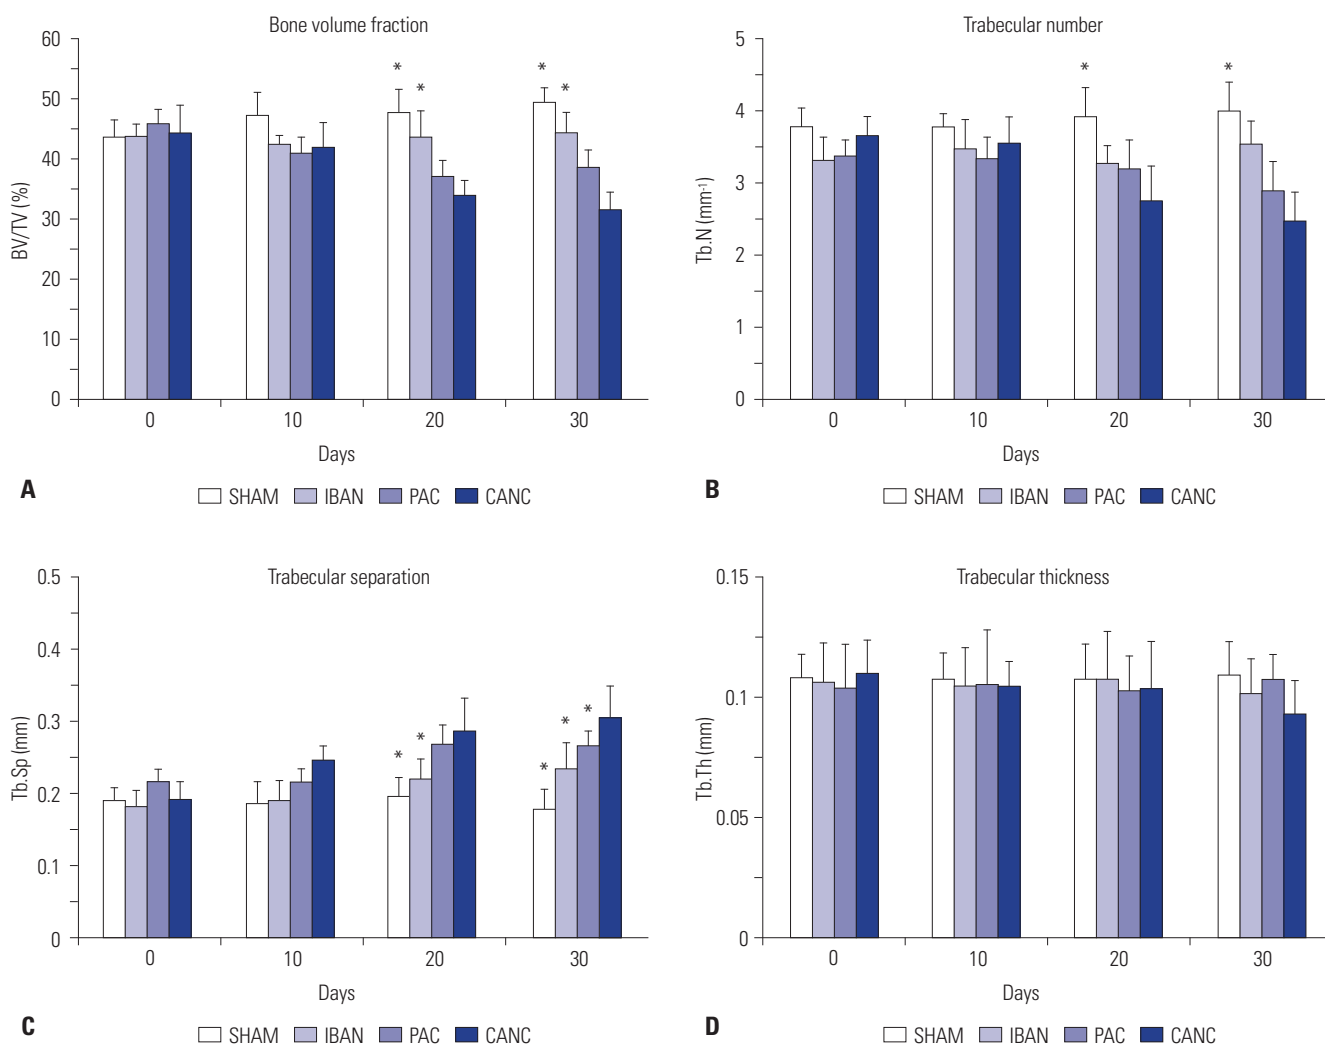 Bone volume fraction
60
50
40
30
20
10
0
BV/TV (%)
* * * *
0 10 20 30
Days
A
SHAM IBAN PAC CANC
Trabecular number
5
4
3
2
1
0
Tb.N (mm-1)
* *
0 10 20 30
Days
B
SHAM IBAN PAC CANC
Trabecular separation
0.5
0.4
0.3
0.2
0.1
0
Tb.Sp (mm)
* * * * *
0 10 20 30
Days
C
SHAM IBAN PAC CANC
Trabecular thickness
0.15
0.1
0.05
0
Tb.Th (mm)
0 10 20 30
Days
D
SHAM IBAN PAC CANC